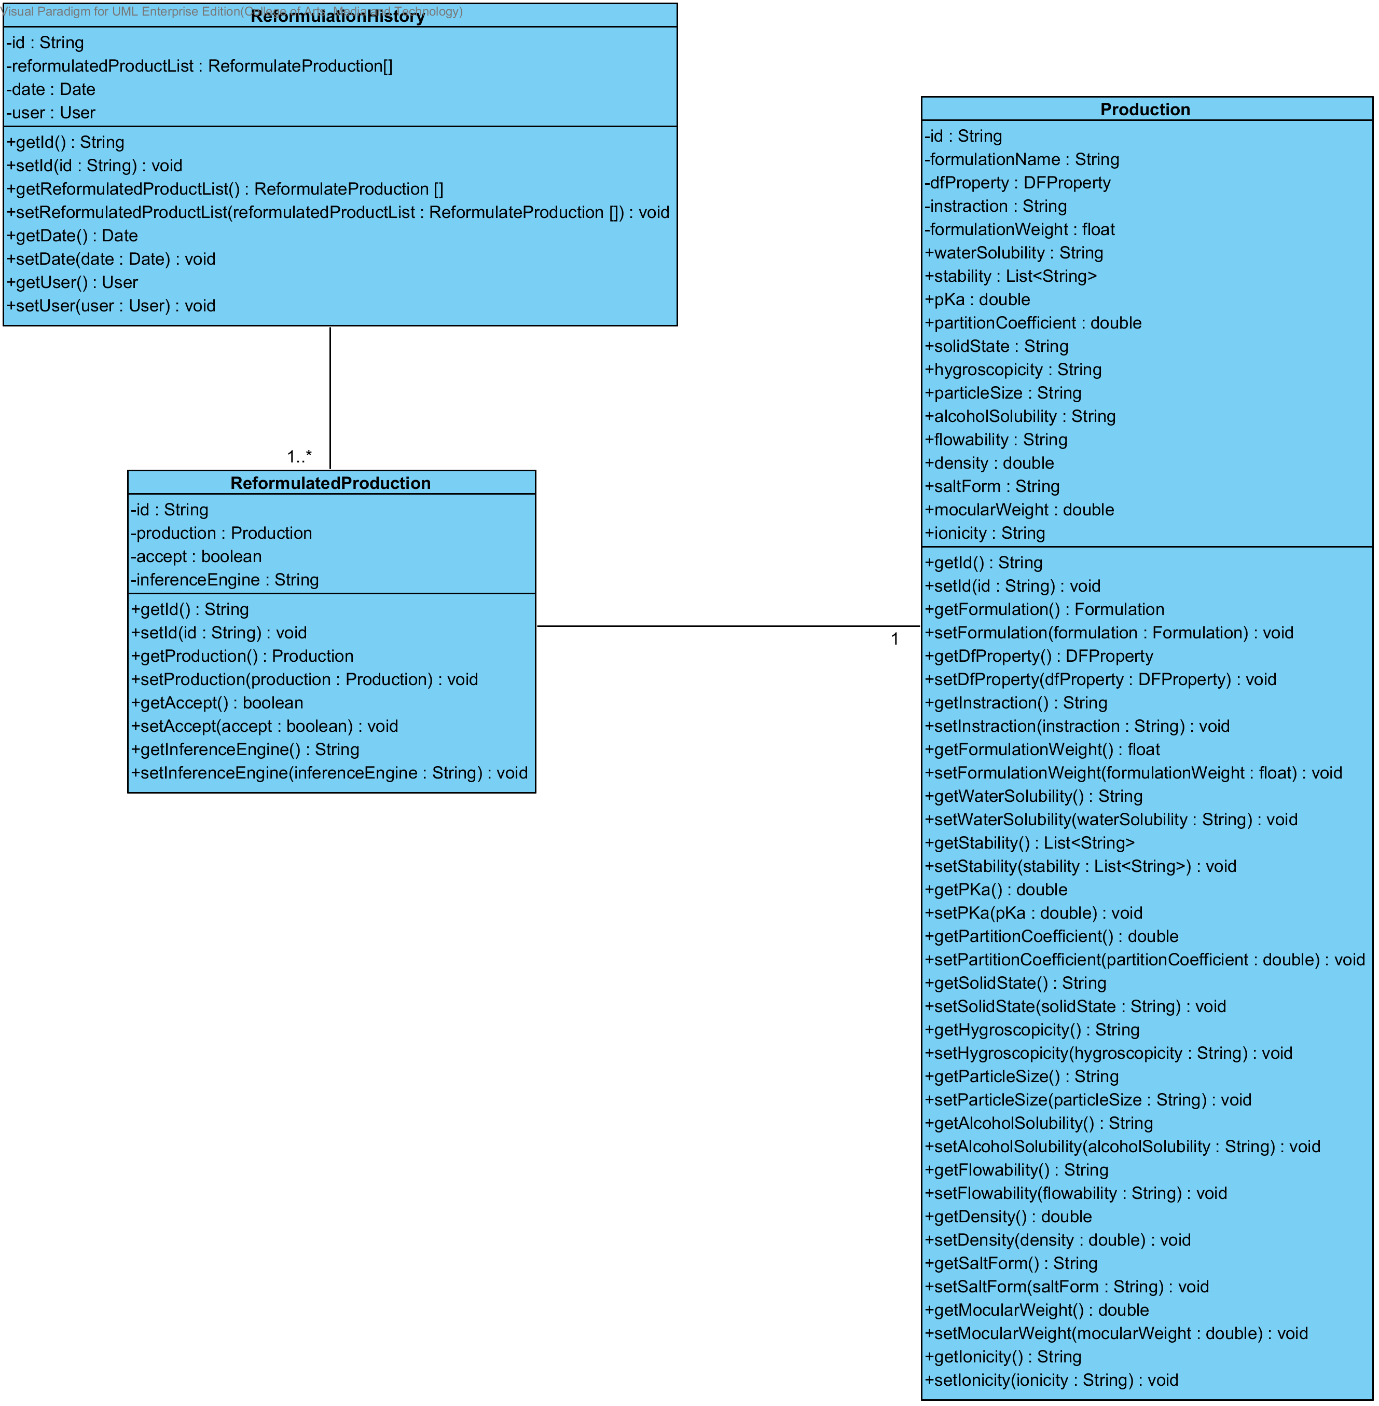 Visual Paradigm for UML Enterprise Edition(College of Arts, Media and Technology)
ReformulationHistory
-id : String
-reformulatedProductList : ReformulateProduction[]
-date : Date
-user : User
+getId() : String
+setId(id : String) : void
+getReformulatedProductList() : ReformulateProduction []
+setReformulatedProductList(reformulatedProductList : ReformulateProduction []) : void
+getDate() : Date
+setDate(date : Date) : void
+getUser() : User
+setUser(user : User) : void
1..*
ReformulatedProduction
-id : String
-production : Production
-accept : boolean
-inferenceEngine : String
+getId() : String
+setId(id : String) : void
+getProduction() : Production
+setProduction(production : Production) : void
+getAccept() : boolean
+setAccept(accept : boolean) : void
+getInferenceEngine() : String
+setInferenceEngine(inferenceEngine : String) : void
1
Production
-id : String
-formulationName : String
-dfProperty : DFProperty
-instraction : String
-formulationWeight : float
+waterSolubility : String
+stability : List<String>
+pKa : double
+partitionCoefficient : double
+solidState : String
+hygroscopicity : String
+particleSize : String
+alcoholSolubility : String
+flowability : String
+density : double
+saltForm : String
+mocularWeight : double
+ionicity : String
+getId() : String
+setId(id : String) : void
+getFormulation() : Formulation
+setFormulation(formulation : Formulation) : void
+getDfProperty() : DFProperty
+setDfProperty(dfProperty : DFProperty) : void
+getInstraction() : String
+setInstraction(instraction : String) : void
+getFormulationWeight() : float
+setFormulationWeight(formulationWeight : float) : void
+getWaterSolubility() : String
+setWaterSolubility(waterSolubility : String) : void
+getStability() : List<String>
+setStability(stability : List<String>) : void
+getPKa() : double
+setPKa(pKa : double) : void
+getPartitionCoefficient() : double
+setPartitionCoefficient(partitionCoefficient : double) : void
+getSolidState() : String
+setSolidState(solidState : String) : void
+getHygroscopicity() : String
+setHygroscopicity(hygroscopicity : String) : void
+getParticleSize() : String
+setParticleSize(particleSize : String) : void
+getAlcoholSolubility() : String
+setAlcoholSolubility(alcoholSolubility : String) : void
+getFlowability() : String
+setFlowability(flowability : String) : void
+getDensity() : double
+setDensity(density : double) : void
+getSaltForm() : String
+setSaltForm(saltForm : String) : void
+getMocularWeight() : double
+setMocularWeight(mocularWeight : double) : void
+getIonicity() : String
+setIonicity(ionicity : String) : void